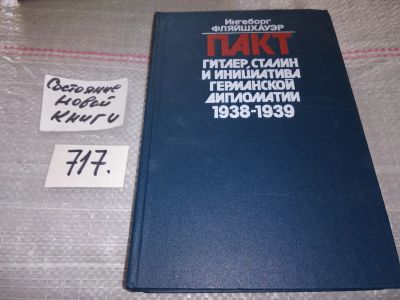 Ингеборг
ФЛЯЙШХАУЭР
ПАКТ
ГИТЛЕР, СТАЛИН
И ИНИЦИАТИВА
ГЕРМАНСКОЙ
ДИПЛОМАТИИ
1938-1939
Состояние
новой
книги
717.